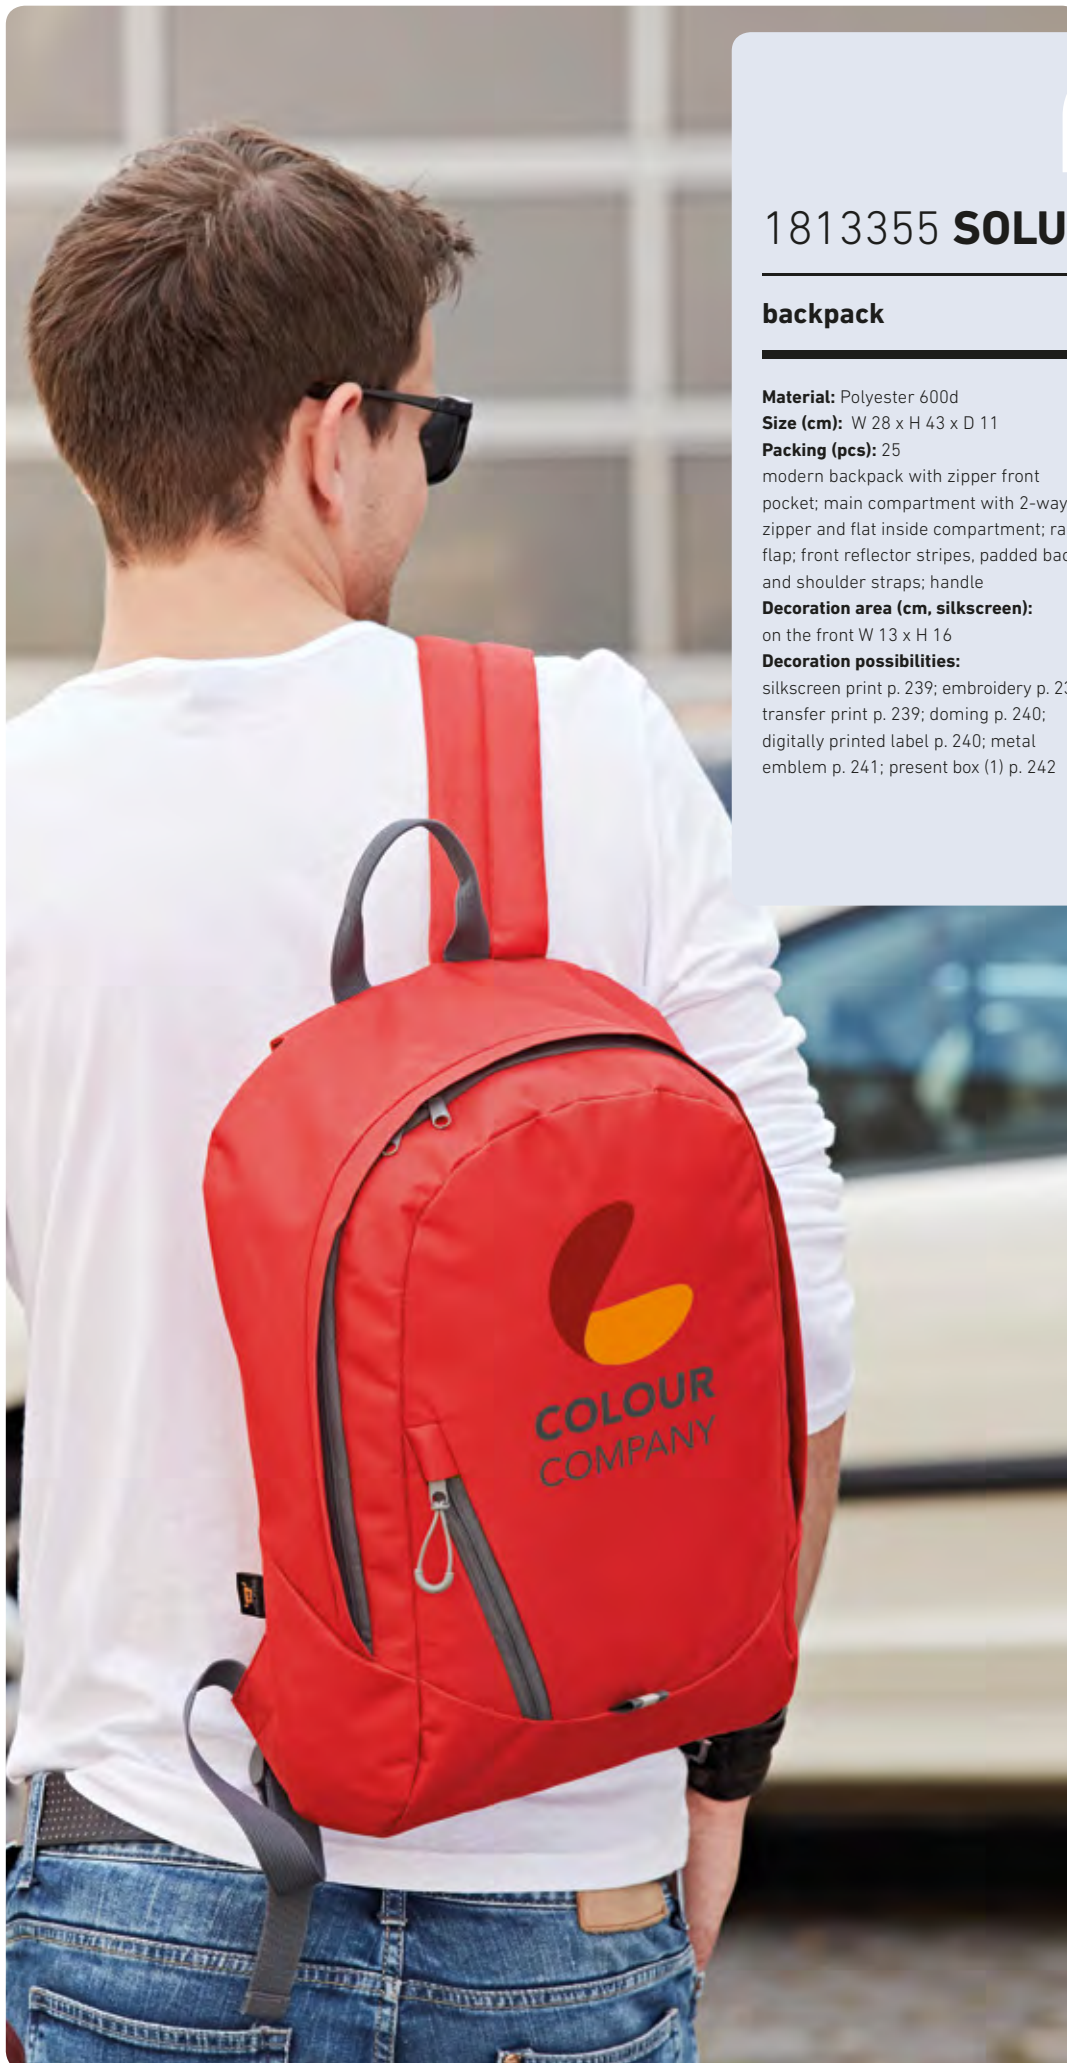 1813355 SOLU
backpack
Material: Polyester 600d
Size (cm): W 28 x H 43 x D 11
Packing (pcs): 25
modern backpack with zipper front
pocket; main compartment with 2-way
zipper and flat inside compartment; ra
flap; front reflector stripes, padded bac
and shoulder straps; handle
Decoration area (cm, silkscreen):
on the front W 13 x H 16
Decoration possibilities:
silkscreen print p. 239; embroidery p. 23
transfer print p. 239; doming p. 240;
digitally printed label p. 240; metal
emblem p. 241; present box (1) p. 242
COLOUR
COMPANY